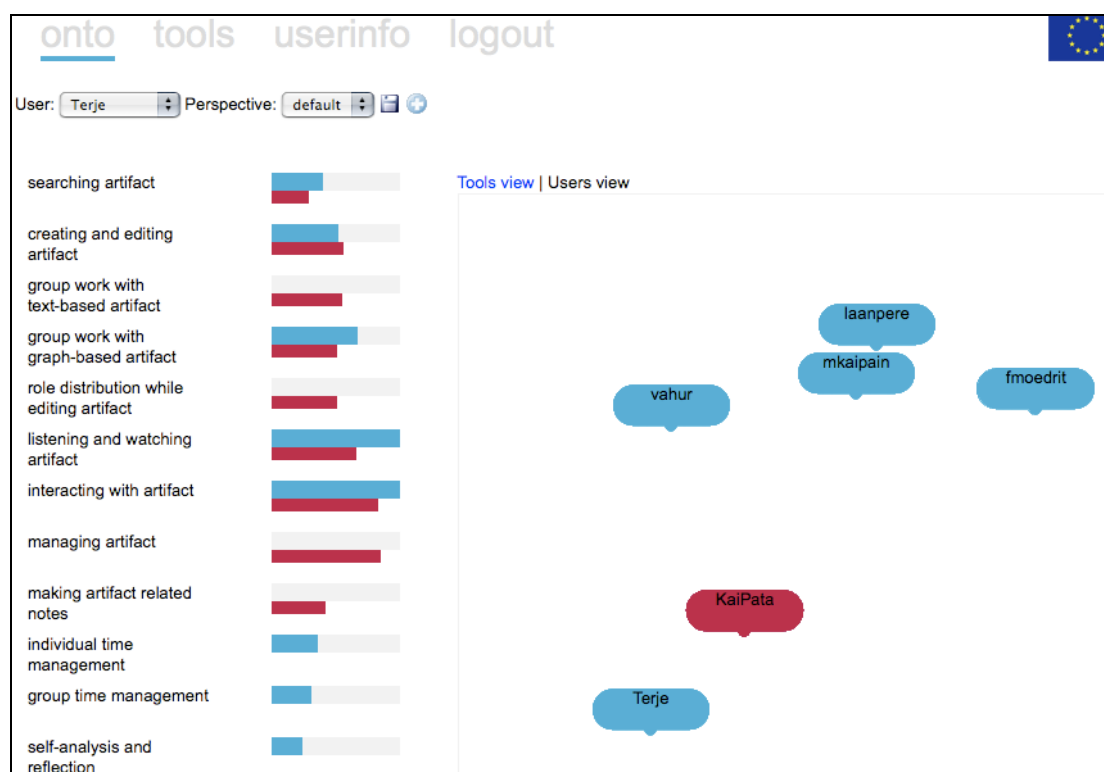 onto tools userinfo logout
User: Terje Perspective: default
searching artifact
Tools view | Users view
creating and editing
artifact
group work with
text-based artifact
group work with
graph-based artifact
role distribution while
editing artifact
listening and watching
artifact
interacting with artifact
managing artifact
making artifact related
notes
individual time
management
group time management
self-analysis and
reflection
laanpere
mkaipain
fmoedrit
vahur
KaiPata
Terje